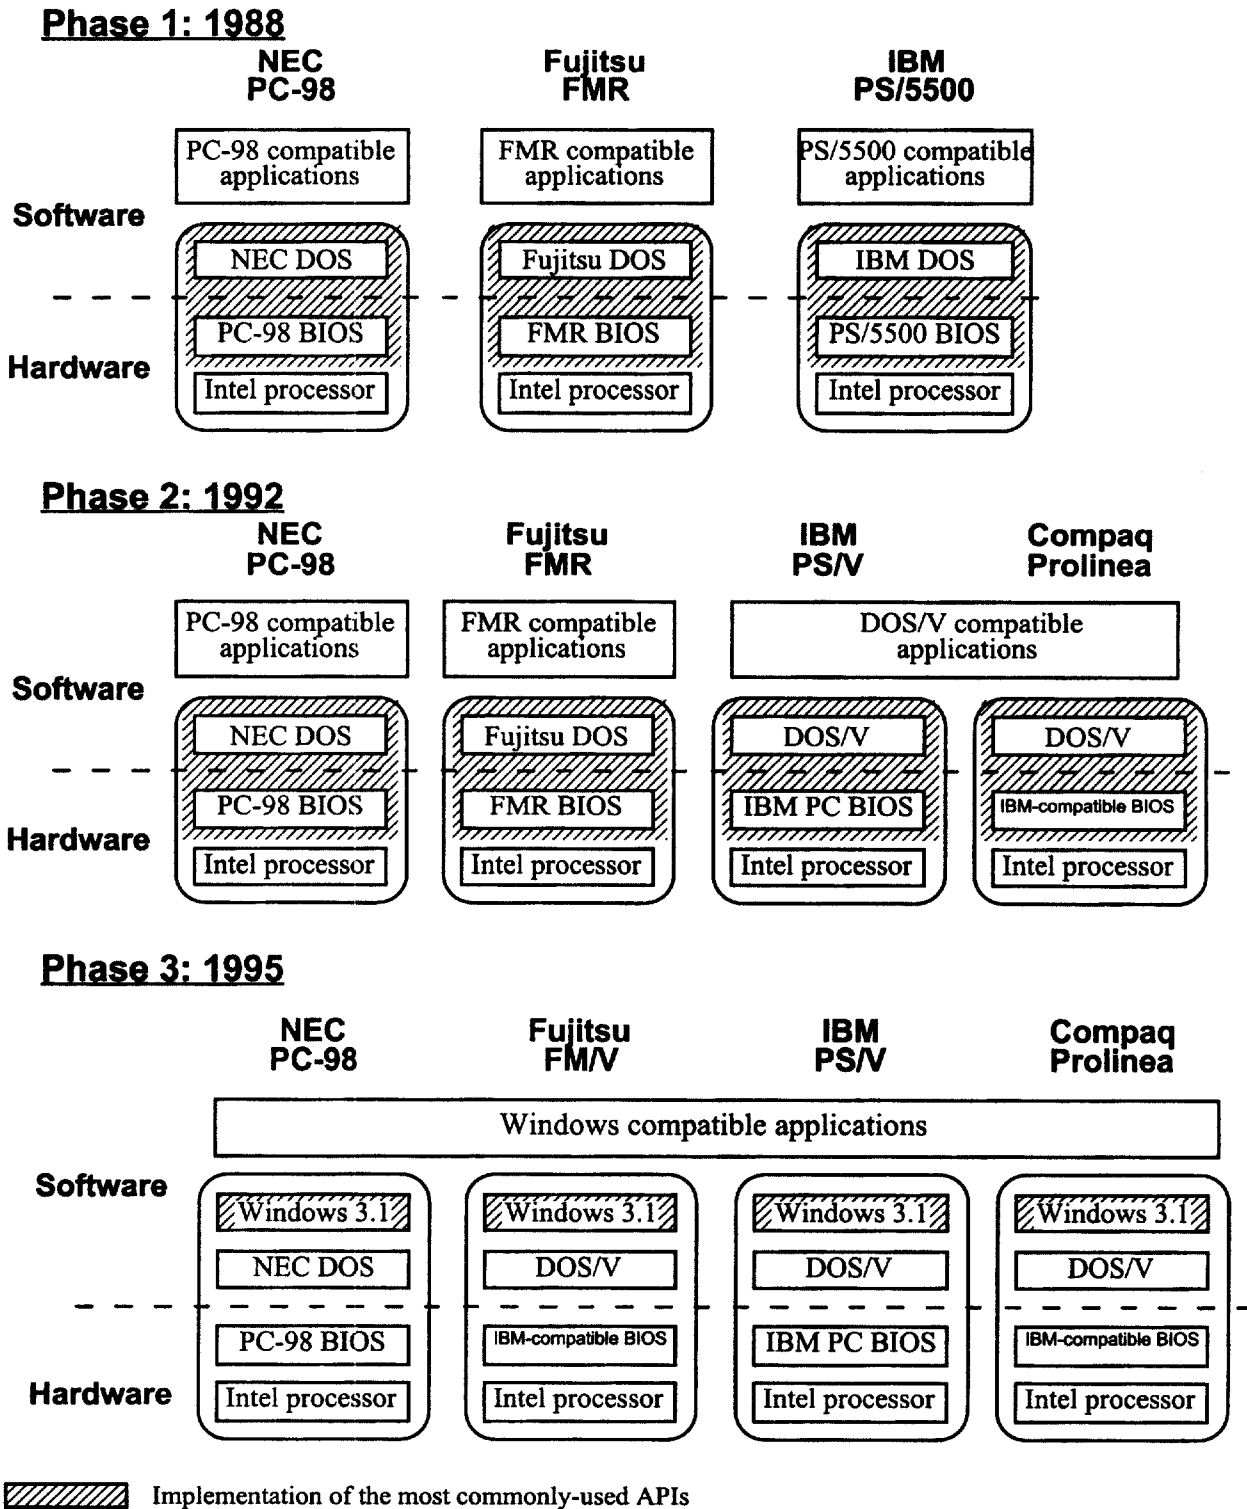 Phase 1: 1988
NEC
PC-98
Fujitsu
FMR
IBM
PS/5500
PC-98 compatible
applications
FMR compatible
applications
PS/5500 compatible
applications
Software
NEC DOS
Fujitsu DOS
IBM DOS
PC-98 BIOS
FMR BIOS
PS/5500 BIOS
Hardware
Intel processor
Intel processor
Intel processor
Phase 2: 1992
NEC
PC-98
Fujitsu
FMR
IBM
PS/V
Compaq
Prolinea
PC-98 compatible
applications
FMR compatible
applications
DOS/V compatible
applications
Software
NEC DOS
Fujitsu DOS
DOS/V
DOS/V
PC-98 BIOS
FMR BIOS
IBM PC BIOS
IBM-compatible BIOS
Hardware
Intel processor
Intel processor
Intel processor
Intel processor
Phase 3: 1995
NEC
PC-98
Fujitsu
FM/V
IBM
PS/V
Compaq
Prolinea
Windows compatible applications
Software
Windows 3.1
Windows 3.1
Windows 3.1
Windows 3.1
NEC DOS
DOS/V
DOS/V
DOS/V
PC-98 BIOS
IBM-compatible BIOS
IBM PC BIOS
IBM-compatible BIOS
Hardware
Intel processor
Intel processor
Intel processor
Intel processor
Implementation of the most commonly-used APIs